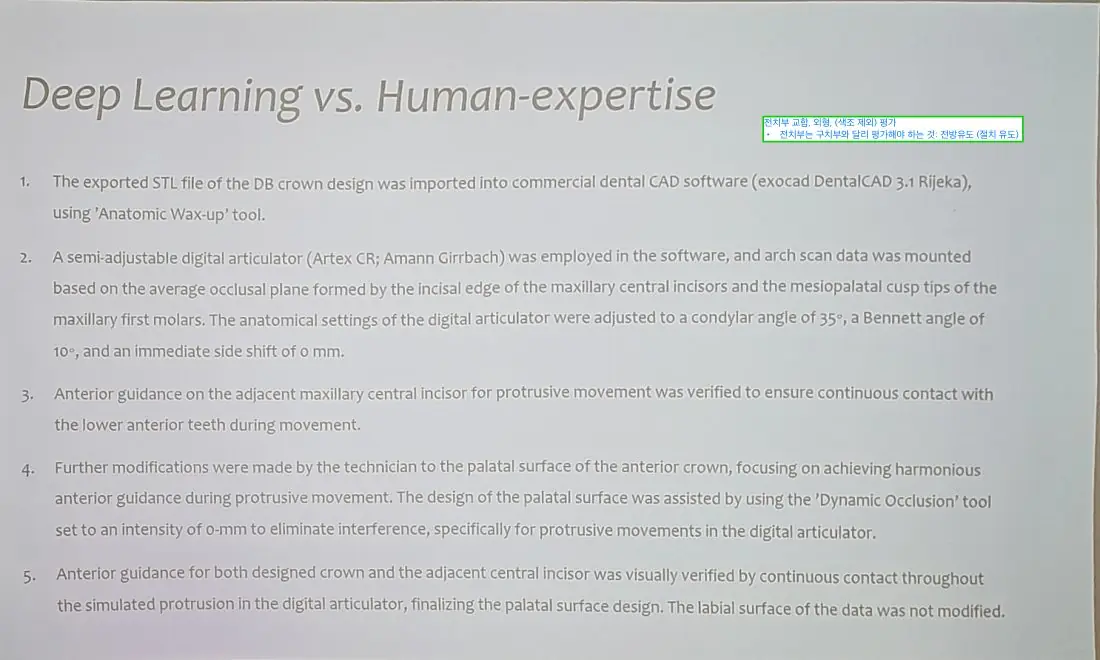 Deep Learning vs. Human-expertise
전치부 교합, 외형, (색조 제외) 평가
• 전치부는 구치부와 달리 평가해야 하는 것: 전방유도 (절치 유도)
1. The exported STL file of the DB crown design was imported into commercial dental CAD software (exocad DentalCAD 3.1 Rijeka),
using 'Anatomic Wax-up' tool.
2. A semi-adjustable digital articulator (Artex CR; Amann Girrbach) was employed in the software, and arch scan data was mounted
based on the average occlusal plane formed by the incisal edge of the maxillary central incisors and the mesiopalatal cusp tips of the
maxillary first molars. The anatomical settings of the digital articulator were adjusted to a condylar angle of 35°, a Bennett angle of
10°, and an immediate side shift of 0 mm.
3. Anterior guidance on the adjacent maxillary central incisor for protrusive movement was verified to ensure continuous contact with
the lower anterior teeth during movement.
4. Further modifications were made by the technician to the palatal surface of the anterior crown, focusing on achieving harmonious
anterior guidance during protrusive movement. The design of the palatal surface was assisted by using the 'Dynamic Occlusion' tool
set to an intensity of 0-mm to eliminate interference, specifically for protrusive movements in the digital articulator.
5. Anterior guidance for both designed crown and the adjacent central incisor was visually verified by continuous contact throughout
the simulated protrusion in the digital articulator, finalizing the palatal surface design. The labial surface of the data was not modified.